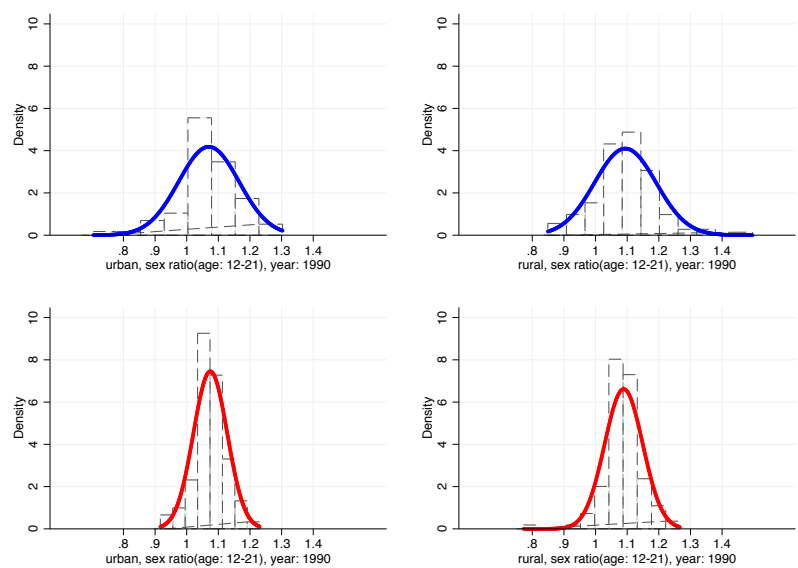 10
8
6
4
2
0
Density
.8 .9 1 1.1 1.2 1.3 1.4
urban, sex ratio(age: 12-21), year: 1990
10
8
6
4
2
0
Density
.8 .9 1 1.1 1.2 1.3 1.4
rural, sex ratio(age: 12-21), year: 1990
10
8
6
4
2
0
Density
.8 .9 1 1.1 1.2 1.3 1.4
urban, sex ratio(age: 12-21), year: 1990
10
8
6
4
2
0
Density
.8 .9 1 1.1 1.2 1.3 1.4
rural, sex ratio(age: 12-21), year: 1990